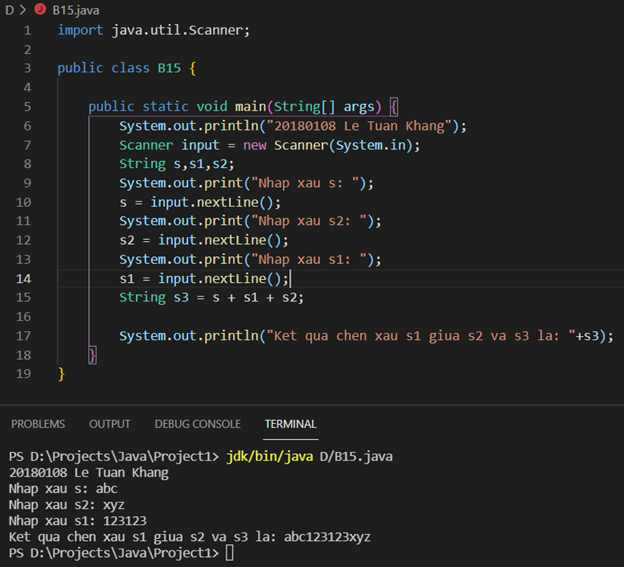 D > B15.java
1 import java.util.Scanner;
2
3 public class B15 {
4
5 public static void main(String[] args) {
6 System.out.println("20180108 Le Tuan Khang");
7 Scanner input = new Scanner(System.in);
8 String s,s1,s2;
9 System.out.print("Nhap xau s: ");
10 s = input.nextLine();
11 System.out.print("Nhap xau s2: ");
12 s2 = input.nextLine();
13 System.out.print("Nhap xau s1: ");
14 s1 = input.nextLine();
15 String s3 = s + s1 + s2;
16
17 System.out.println("Ket qua chen xau s1 giua s2 va s3 la: "+s3);
18 }
19 }
PROBLEMS OUTPUT DEBUG CONSOLE TERMINAL
PS D:\Projects\Java\Project1> jdk/bin/java D/B15.java
20180108 Le Tuan Khang
Nhap xau s: abc
Nhap xau s2: xyz
Nhap xau s1: 123123
Ket qua chen xau s1 giua s2 va s3 la: abc123123xyz
PS D:\Projects\Java\Project1>